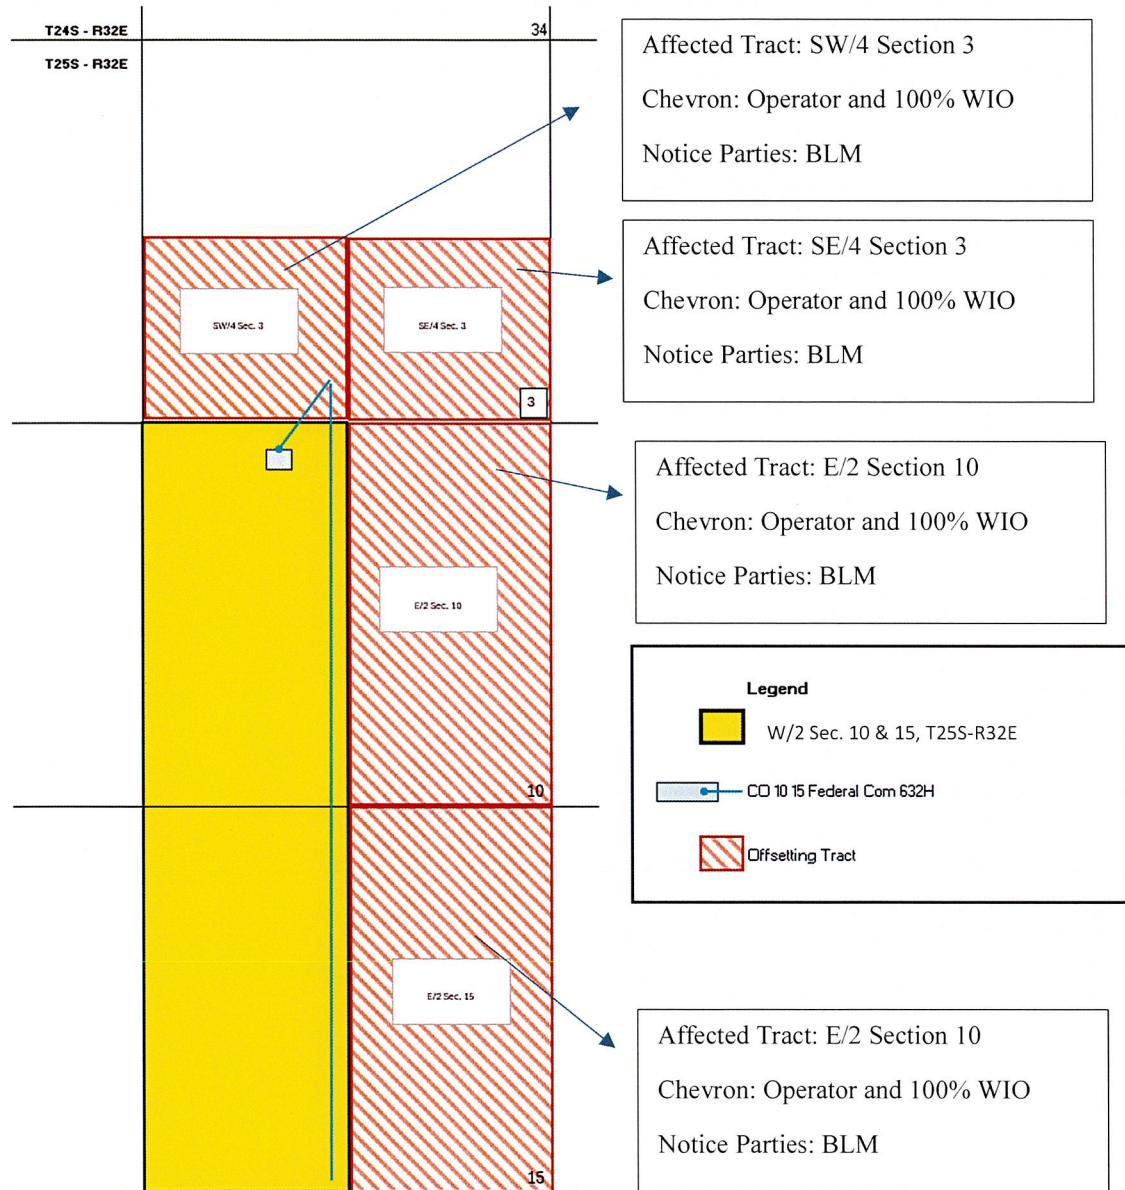 T24S - R32E
34
T25S - R32E
Affected Tract: SW/4 Section 3
Chevron: Operator and 100% WIO
Notice Parties: BLM
Affected Tract: SE/4 Section 3
Chevron: Operator and 100% WIO
Notice Parties: BLM
SW/4 Sec. 3
SE/4 Sec. 3
3
Affected Tract: E/2 Section 10
Chevron: Operator and 100% WIO
Notice Parties: BLM
E/2 Sec. 10
10
Legend
W/2 Sec. 10 & 15, T25S-R32E
CO 10 15 Federal Com 632H
Offsetting Tract
E/2 Sec. 15
15
Affected Tract: E/2 Section 10
Chevron: Operator and 100% WIO
Notice Parties: BLM